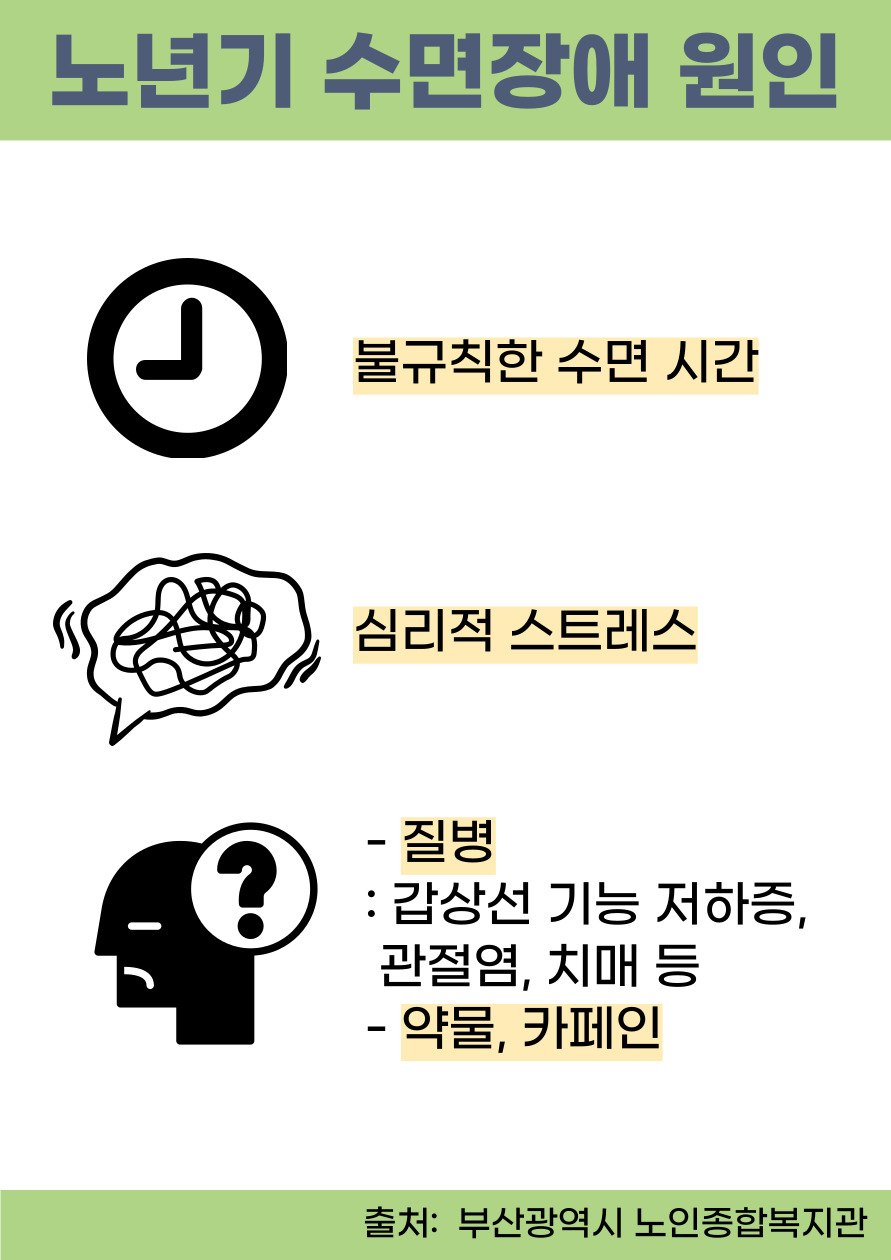 노년기 수면장애 원인
불규칙한 수면 시간
심리적 스트레스
- 질병
: 갑상선 기능 저하증,
관절염, 치매 등
- 약물, 카페인
출처: 부산광역시 노인종합복지관